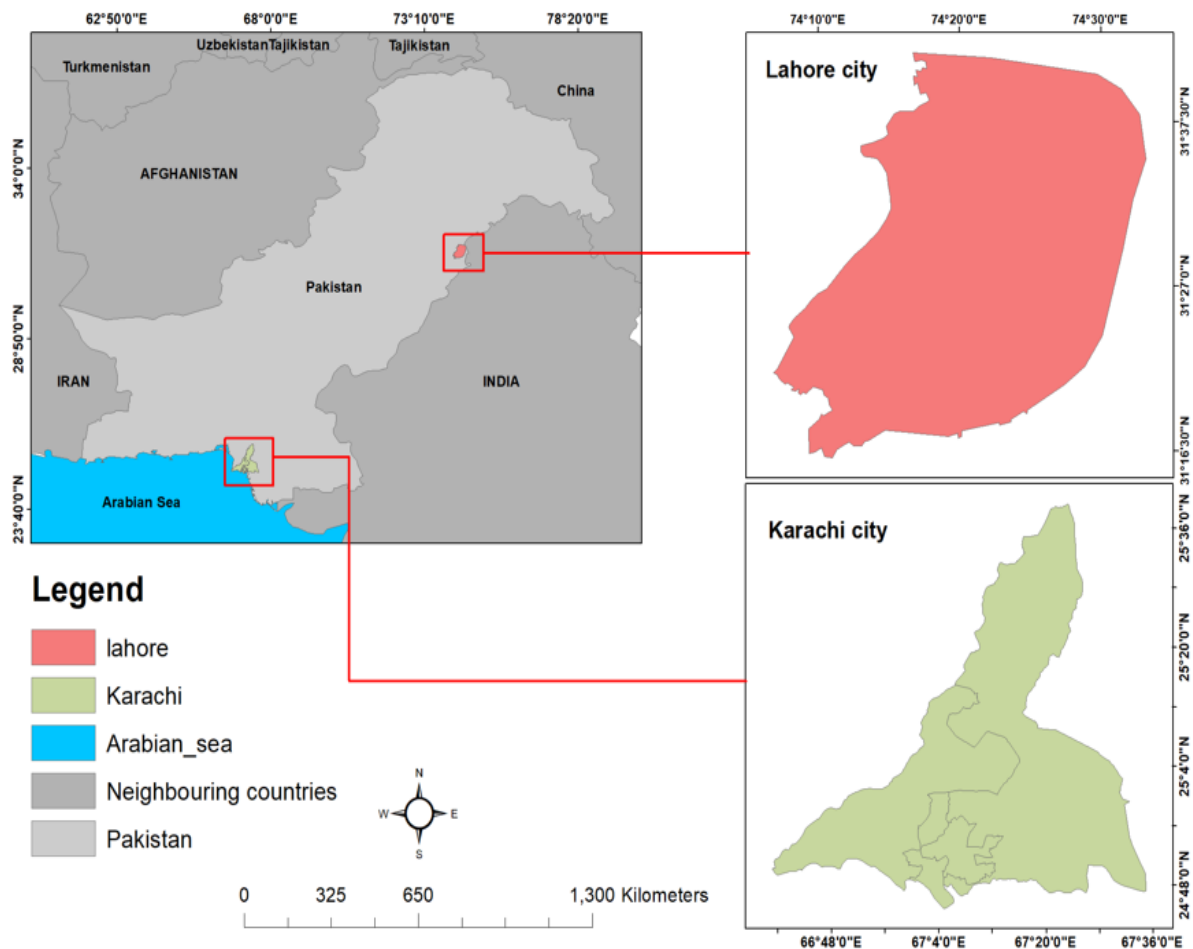 62°50'0"E
68°0'0"E
73°10'0"E
78°20'0"E
34°0'0"N
28°50'0"N
23°40'0"N
Uzbekistan
Tajikistan
Tajikistan
Turkmenistan
China
AFGHANISTAN
Pakistan
IRAN
INDIA
Arabian Sea
74°10'0"E
74°20'0"E
74°30'0"E
Lahore city
31°37'30"N
31°27'0"N
31°16'30"N
Karachi city
25°36'0"N
25°20'0"N
25°4'0"N
24°48'0"N
66°48'0"E
67°4'0"E
67°20'0"E
67°36'0"E
Legend
lahore
Karachi
Arabian_sea
Neighbouring countries
Pakistan
N
W
E
S
0
325
650
1,300 Kilometers